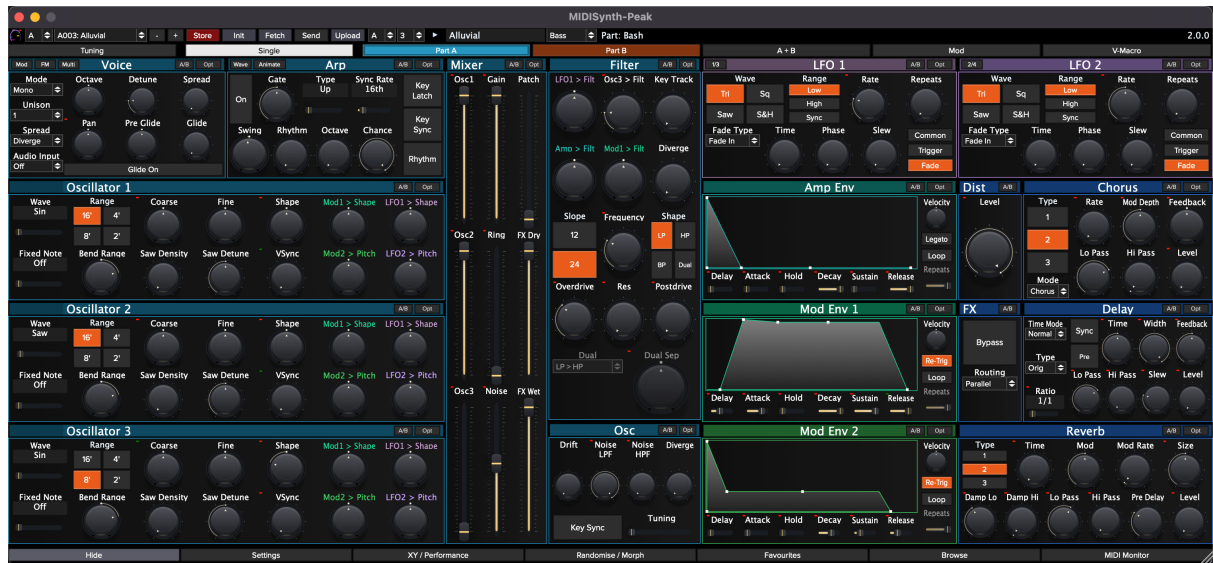 MIDISynth-Peak
A A003: Alluvial - + Store Init Fetch Send Upload A 3 Alluvial Bass Part: Bash 2.0.0
Tuning Single Part A Part B A + B Mod V-Macro
Mod FM Multi Voice A/B Opt
Mode Octave Detune Spread
Mono
Unison
1
Pan Pre Glide Glide
Spread
Diverge
Audio Input
Off Glide On
Wave Animate Arp A/B Opt
Gate Type Sync Rate
Up 16th
Key Latch
On
Key Sync
Swing Rhythm Octave Chance
Rhythm
Mixer A/B Opt
Osc1 Gain Patch
Osc2 Ring FX Dry
Osc3 Noise FX Wet
Filter A/B Opt
LFO1 > Filt Osc3 > Filt Key Track
Amp > Filt Mod1 > Filt Diverge
Slope Frequency Shape
12 LP HP
24 BP Dual
Overdrive Res Postdrive
Dual Dual Sep
LP > HP
Osc A/B Opt
Drift Noise LPF Noise HPF Diverge
Key Sync Tuning
1/3 LFO 1 A/B Opt
Wave Range Rate Repeats
Tri Sq Low
High
Saw S&H Sync
Fade Type Time Phase Slew Common
Fade In Trigger
Fade
2/4 LFO 2 A/B Opt
Wave Range Rate Repeats
Tri Sq Low
High
Saw S&H Sync
Fade Type Time Phase Slew Common
Fade In Trigger
Fade
Oscillator 1 A/B Opt
Wave Range Coarse Fine Shape Mod1 > Shape LFO1 > Shape
Sin 16' 4'
8' 2'
Fixed Note Bend Range Saw Density Saw Detune VSync Mod2 > Pitch LFO2 > Pitch
Off
Oscillator 2 A/B Opt
Wave Range Coarse Fine Shape Mod1 > Shape LFO1 > Shape
Saw 16' 4'
8' 2'
Fixed Note Bend Range Saw Density Saw Detune VSync Mod2 > Pitch LFO2 > Pitch
Off
Oscillator 3 A/B Opt
Wave Range Coarse Fine Shape Mod1 > Shape LFO1 > Shape
Sin 16' 4'
8' 2'
Fixed Note Bend Range Saw Density Saw Detune VSync Mod2 > Pitch LFO2 > Pitch
Off
Amp Env A/B Opt
Velocity
Legato
Loop
Repeats
Delay Attack Hold Decay Sustain Release
Mod Env 1 A/B Opt
Velocity
Re-Trig
Loop
Repeats
Delay Attack Hold Decay Sustain Release
Mod Env 2 A/B Opt
Velocity
Re-Trig
Loop
Repeats
Delay Attack Hold Decay Sustain Release
Dist A/B
Level
Chorus A/B Opt
Type Rate Mod Depth Feedback
1
2
3 Lo Pass Hi Pass Level
Mode
Chorus
FX A/B
Bypass
Routing
Parallel
Delay A/B Opt
Time Mode Sync Time Width Feedback
Normal
Type Pre
Orig Lo Pass Hi Pass Slew Level
Ratio
1/1
Reverb A/B Opt
Type Time Mod Mod Rate Size
1
2
3
Damp Lo Damp Hi Lo Pass Hi Pass Pre Delay Level
Hide Settings XY / Performance Randomise / Morph Favourites Browse MIDI Monitor